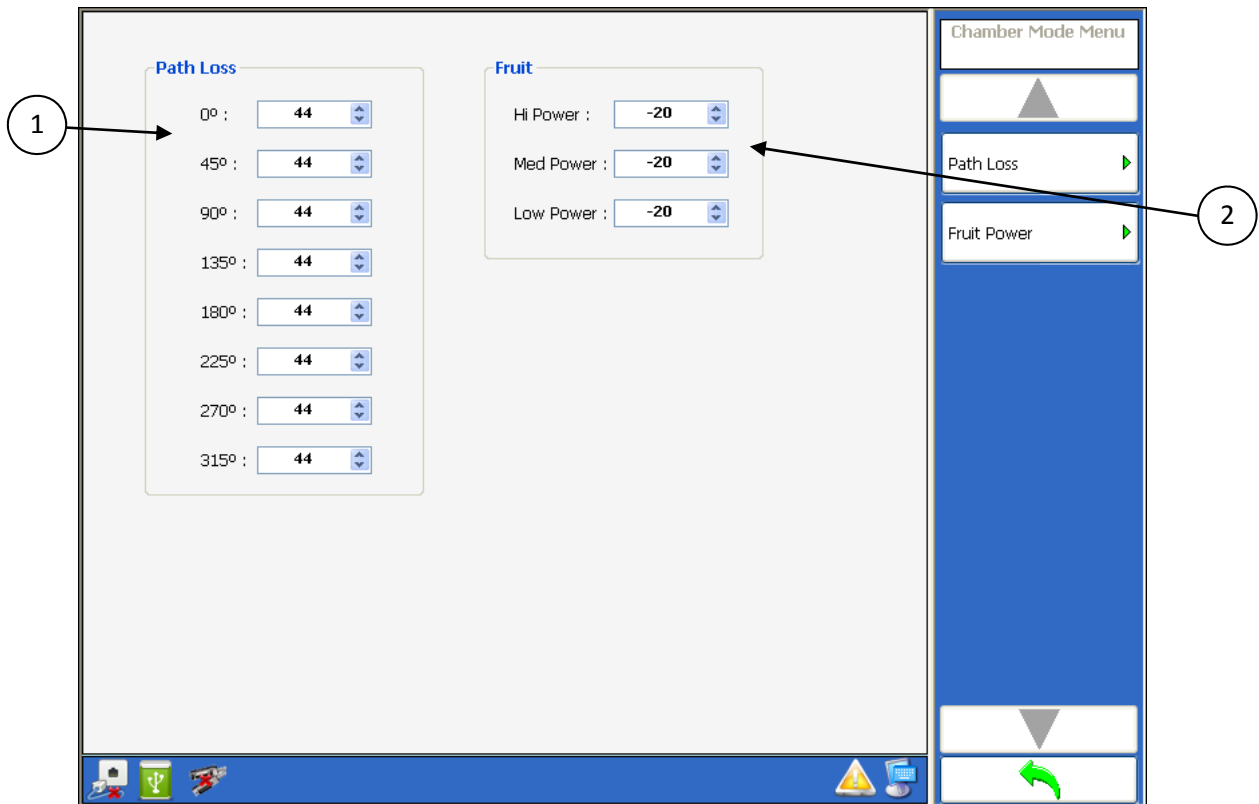 Chamber Mode Menu
Path Loss
0º : 44
45º : 44
90º : 44
135º : 44
180º : 44
225º : 44
270º : 44
315º : 44
Fruit
Hi Power : -20
Med Power : -20
Low Power : -20
Path Loss
Fruit Power
1
2